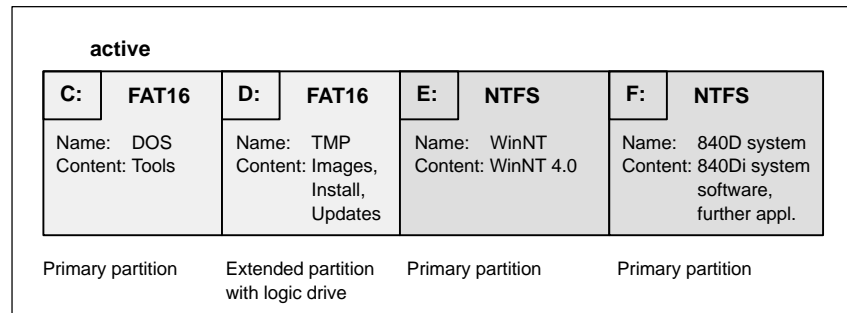 active
C: FAT16
Name: DOS
Content: Tools
Primary partition
D: FAT16
Name: TMP
Content: Images,
Install,
Updates
Extended partition
with logic drive
E: NTFS
Name: WinNT
Content: WinNT 4.0
Primary partition
F: NTFS
Name: 840D system
Content: 840Di system
software,
further appl.
Primary partition